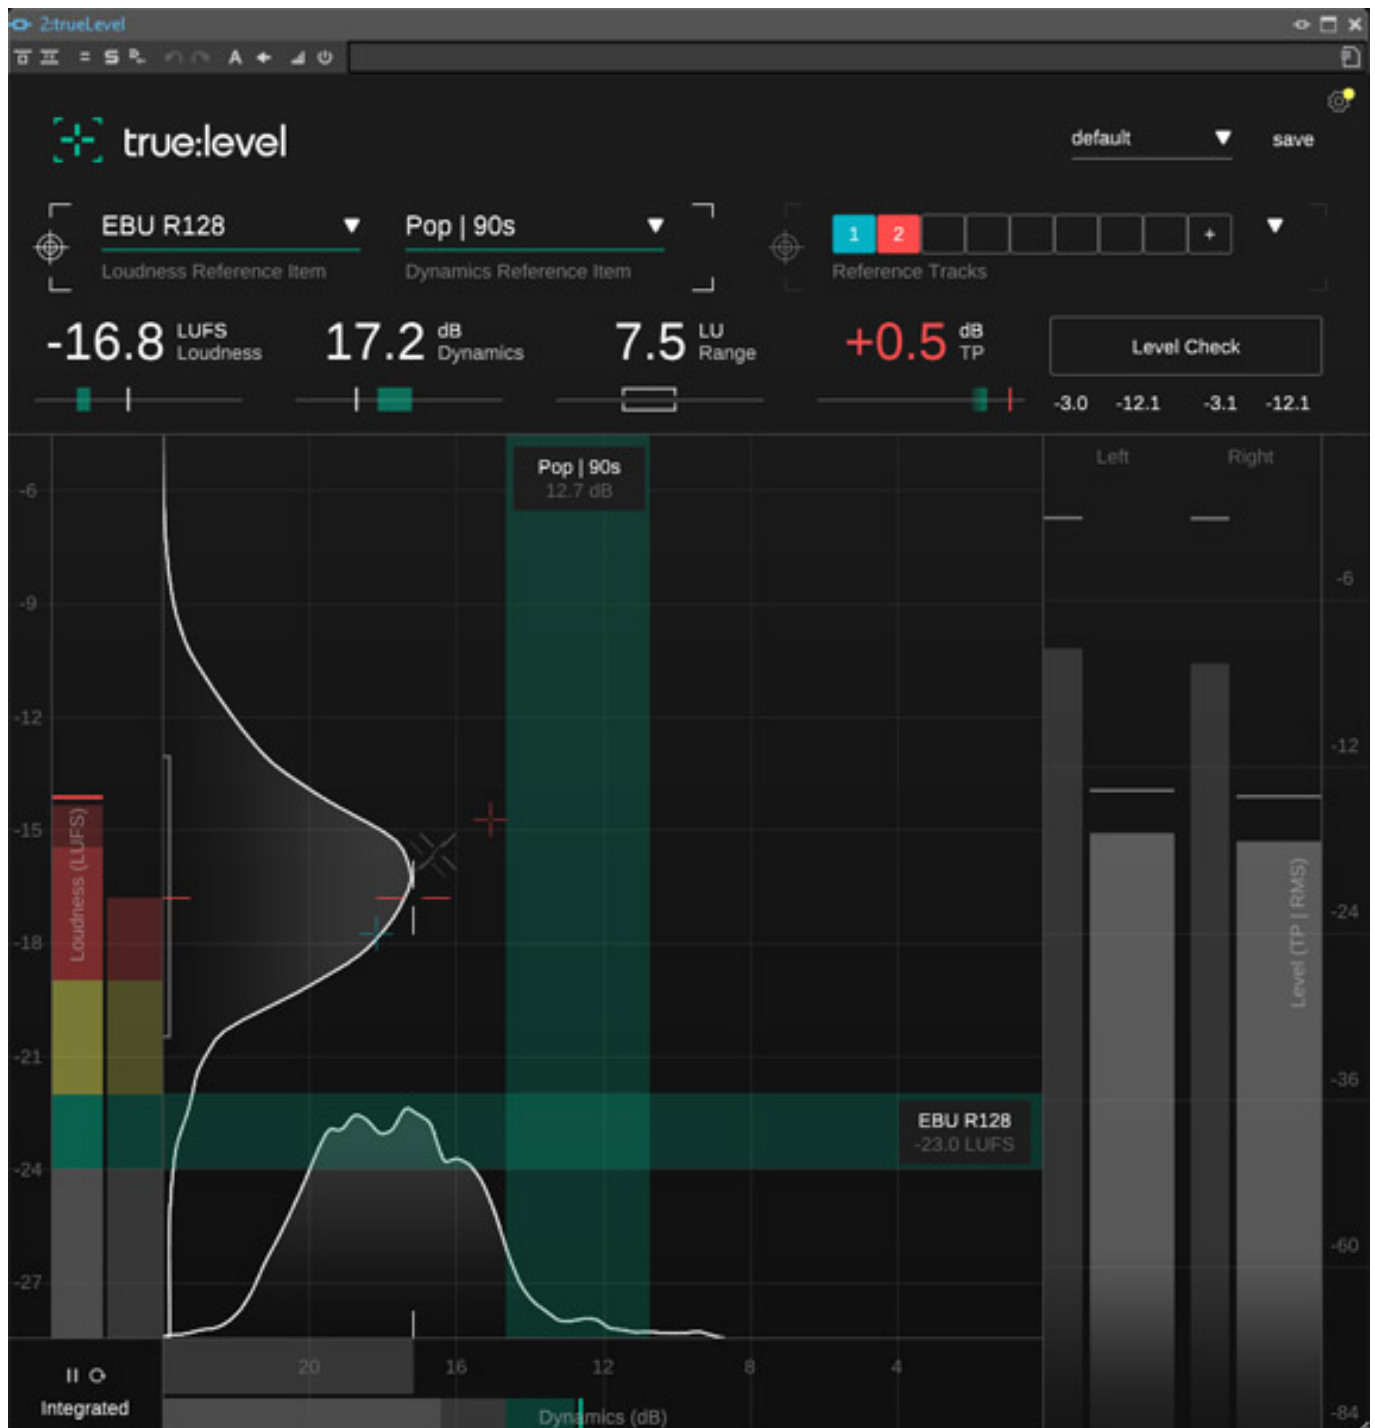 2:trueLevel
S
A
true:level
default
save
EBU R128
Pop | 90s
1 2 +
Loudness Reference Item
Dynamics Reference Item
Reference Tracks
-16.8 LUFS Loudness
17.2 dB Dynamics
7.5 LU Range
+0.5 dB TP
Level Check
-3.0 -12.1 -3.1 -12.1
Left
Right
Pop | 90s
12.7 dB
-6
-9
-12
-15
-18
-21
-24
-27
Loudness (LUFS)
EBU R128
-23.0 LUFS
-6
-12
-24
-36
-60
-84
Level (TP | RMS)
20 16 12 8 4
Integrated
Dynamics (dB)